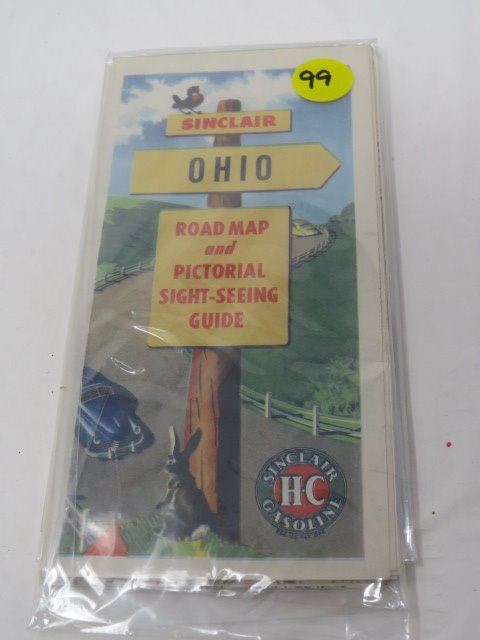 99
SINCLAIR
OHIO
ROAD MAP
and
PICTORIAL
SIGHT-SEEING
GUIDE
SINCLAIR
H-C
GASOLINE